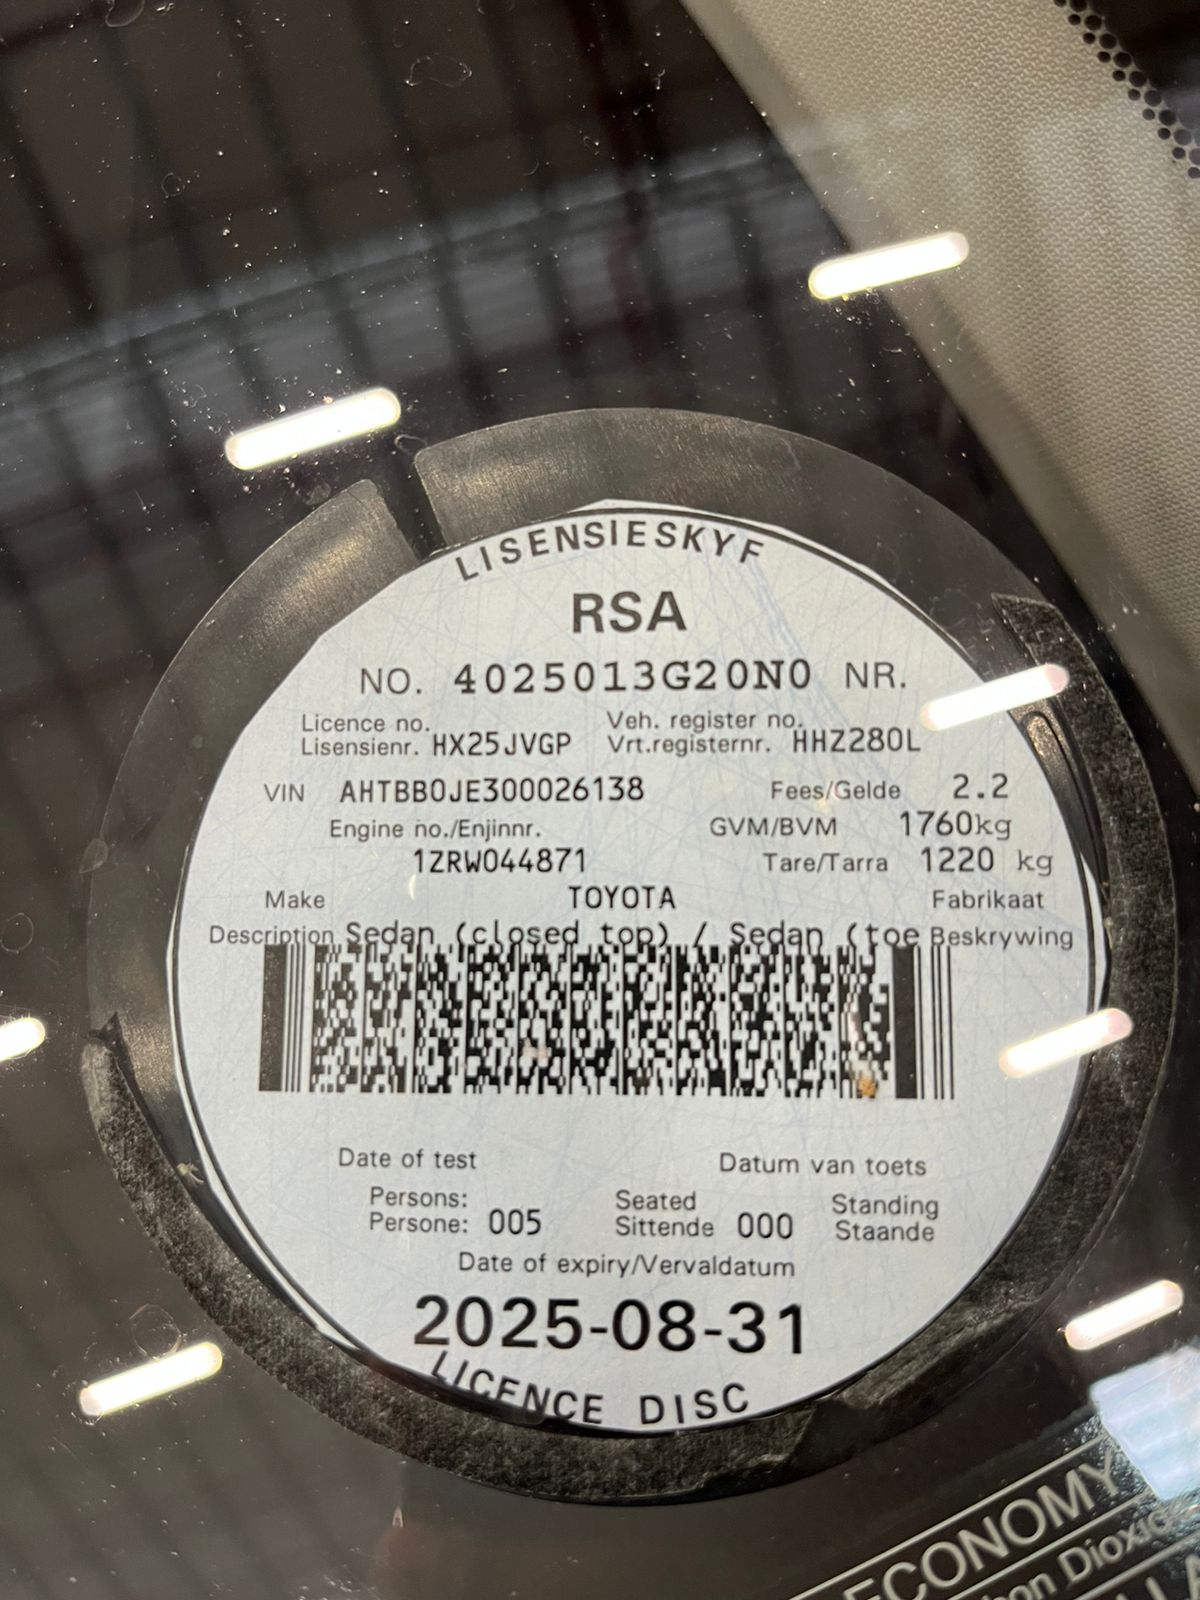 LISENSIESKYF
RSA
NO. 4025013G20N0 NR.
Licence no. Veh. register no.
Lisensienr. HX25JVGP Vrt.registernr. HHZ280L
VIN AHTBB0JE300026138 Fees/Gelde 2.2
Engine no./Enjinnr. GVM/BVM 1760kg
1ZRW044871 Tare/Tarra 1220 kg
Make TOYOTA Fabrikaat
Description Sedan (closed top) / Sedan (toe Beskrywing
Date of test Datum van toets
Persons: Seated Standing
Persone: 005 Sittende 000 Staande
Date of expiry/Vervaldatum
2025-08-31
LICENCE DISC
ECONOMY